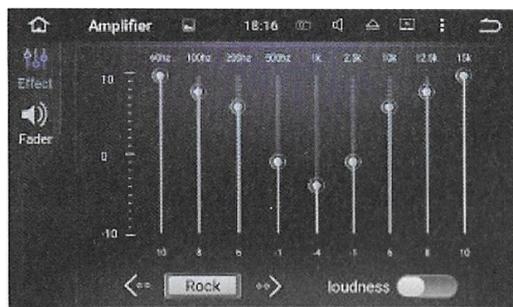 Amplifier 18:16
60hz 100hz 200hz 500hz 1k 2.5k 10k 12.5k 15k
Effect
10
0
-10
Fader
10 8 6 -1 -4 -1 6 8 10
Rock loudness